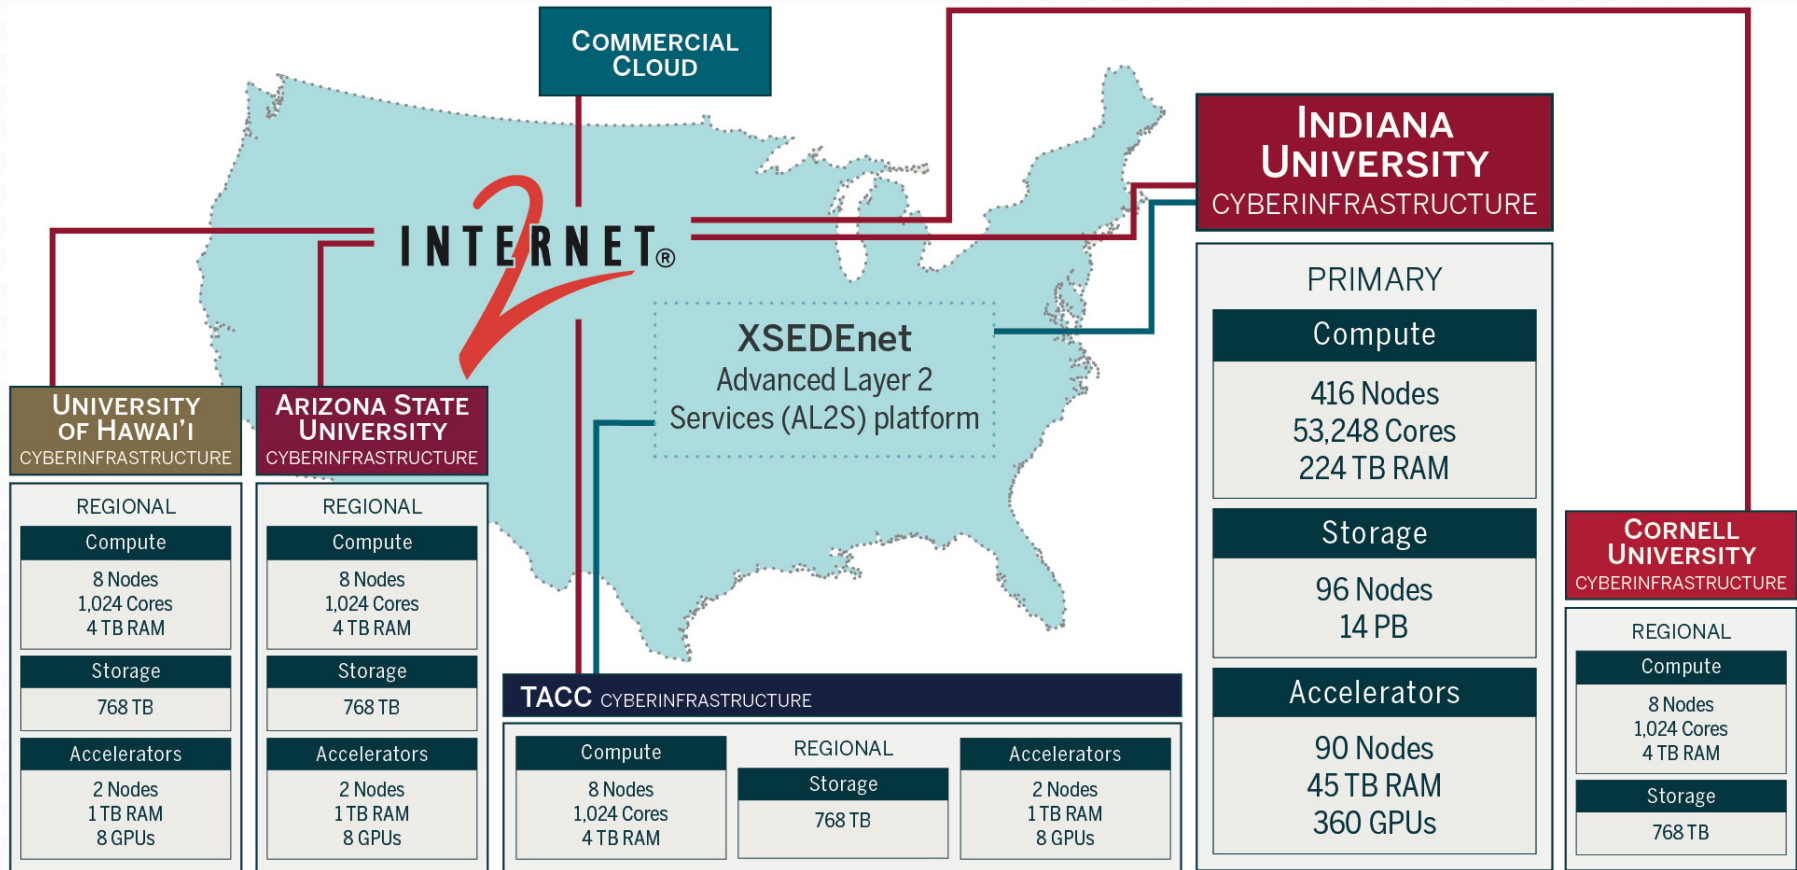 COMMERCIAL
CLOUD
INTERNET®
2
XSEDEnet
Advanced Layer 2
Services (AL2S) platform
INDIANA
UNIVERSITY
CYBERINFRASTRUCTURE
PRIMARY
Compute
416 Nodes
53,248 Cores
224 TB RAM
Storage
96 Nodes
14 PB
Accelerators
90 Nodes
45 TB RAM
360 GPUs
UNIVERSITY
OF HAWAI'I
CYBERINFRASTRUCTURE
REGIONAL
Compute
8 Nodes
1,024 Cores
4 TB RAM
Storage
768 TB
Accelerators
2 Nodes
1 TB RAM
8 GPUs
ARIZONA STATE
UNIVERSITY
CYBERINFRASTRUCTURE
REGIONAL
Compute
8 Nodes
1,024 Cores
4 TB RAM
Storage
768 TB
Accelerators
2 Nodes
1 TB RAM
8 GPUs
TACC CYBERINFRASTRUCTURE
Compute
8 Nodes
1,024 Cores
4 TB RAM
REGIONAL
Storage
768 TB
Accelerators
2 Nodes
1 TB RAM
8 GPUs
CORNELL
UNIVERSITY
CYBERINFRASTRUCTURE
REGIONAL
Compute
8 Nodes
1,024 Cores
4 TB RAM
Storage
768 TB